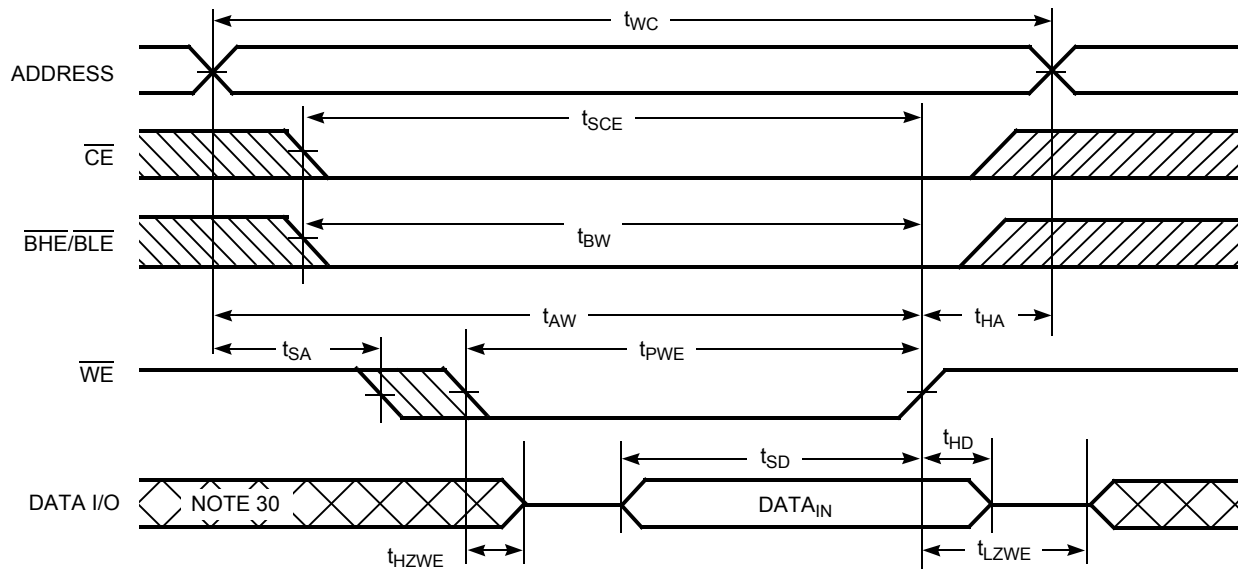 tWC
ADDRESS
tSCE
CE
tBW
BHE/BLE
tAW
tHA
tSA
tPWE
WE
tSD
tHD
DATA I/O
NOTE 30
DATAIN
tHZWE
tLZWE